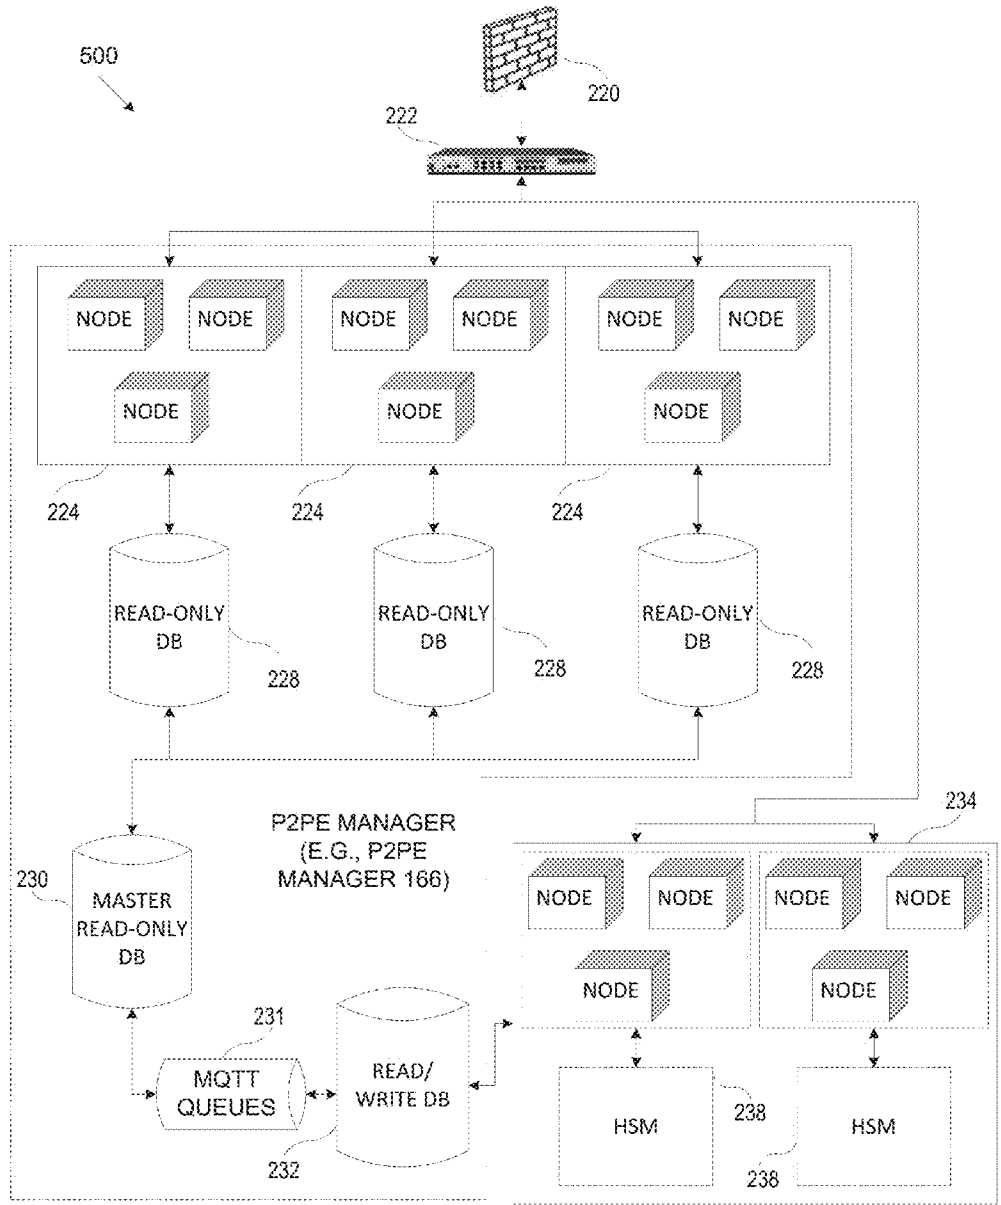 500
220
222
NODE
NODE
NODE
NODE
NODE
NODE
NODE
NODE
NODE
224
224
224
READ-ONLY
DB
READ-ONLY
DB
READ-ONLY
DB
228
228
228
P2PE MANAGER
(E.G., P2PE
MANAGER 166)
234
230
MASTER
READ-ONLY
DB
NODE
NODE
NODE
NODE
NODE
NODE
231
MQTT
QUEUES
READ/
WRITE DB
232
HSM
238
HSM
238